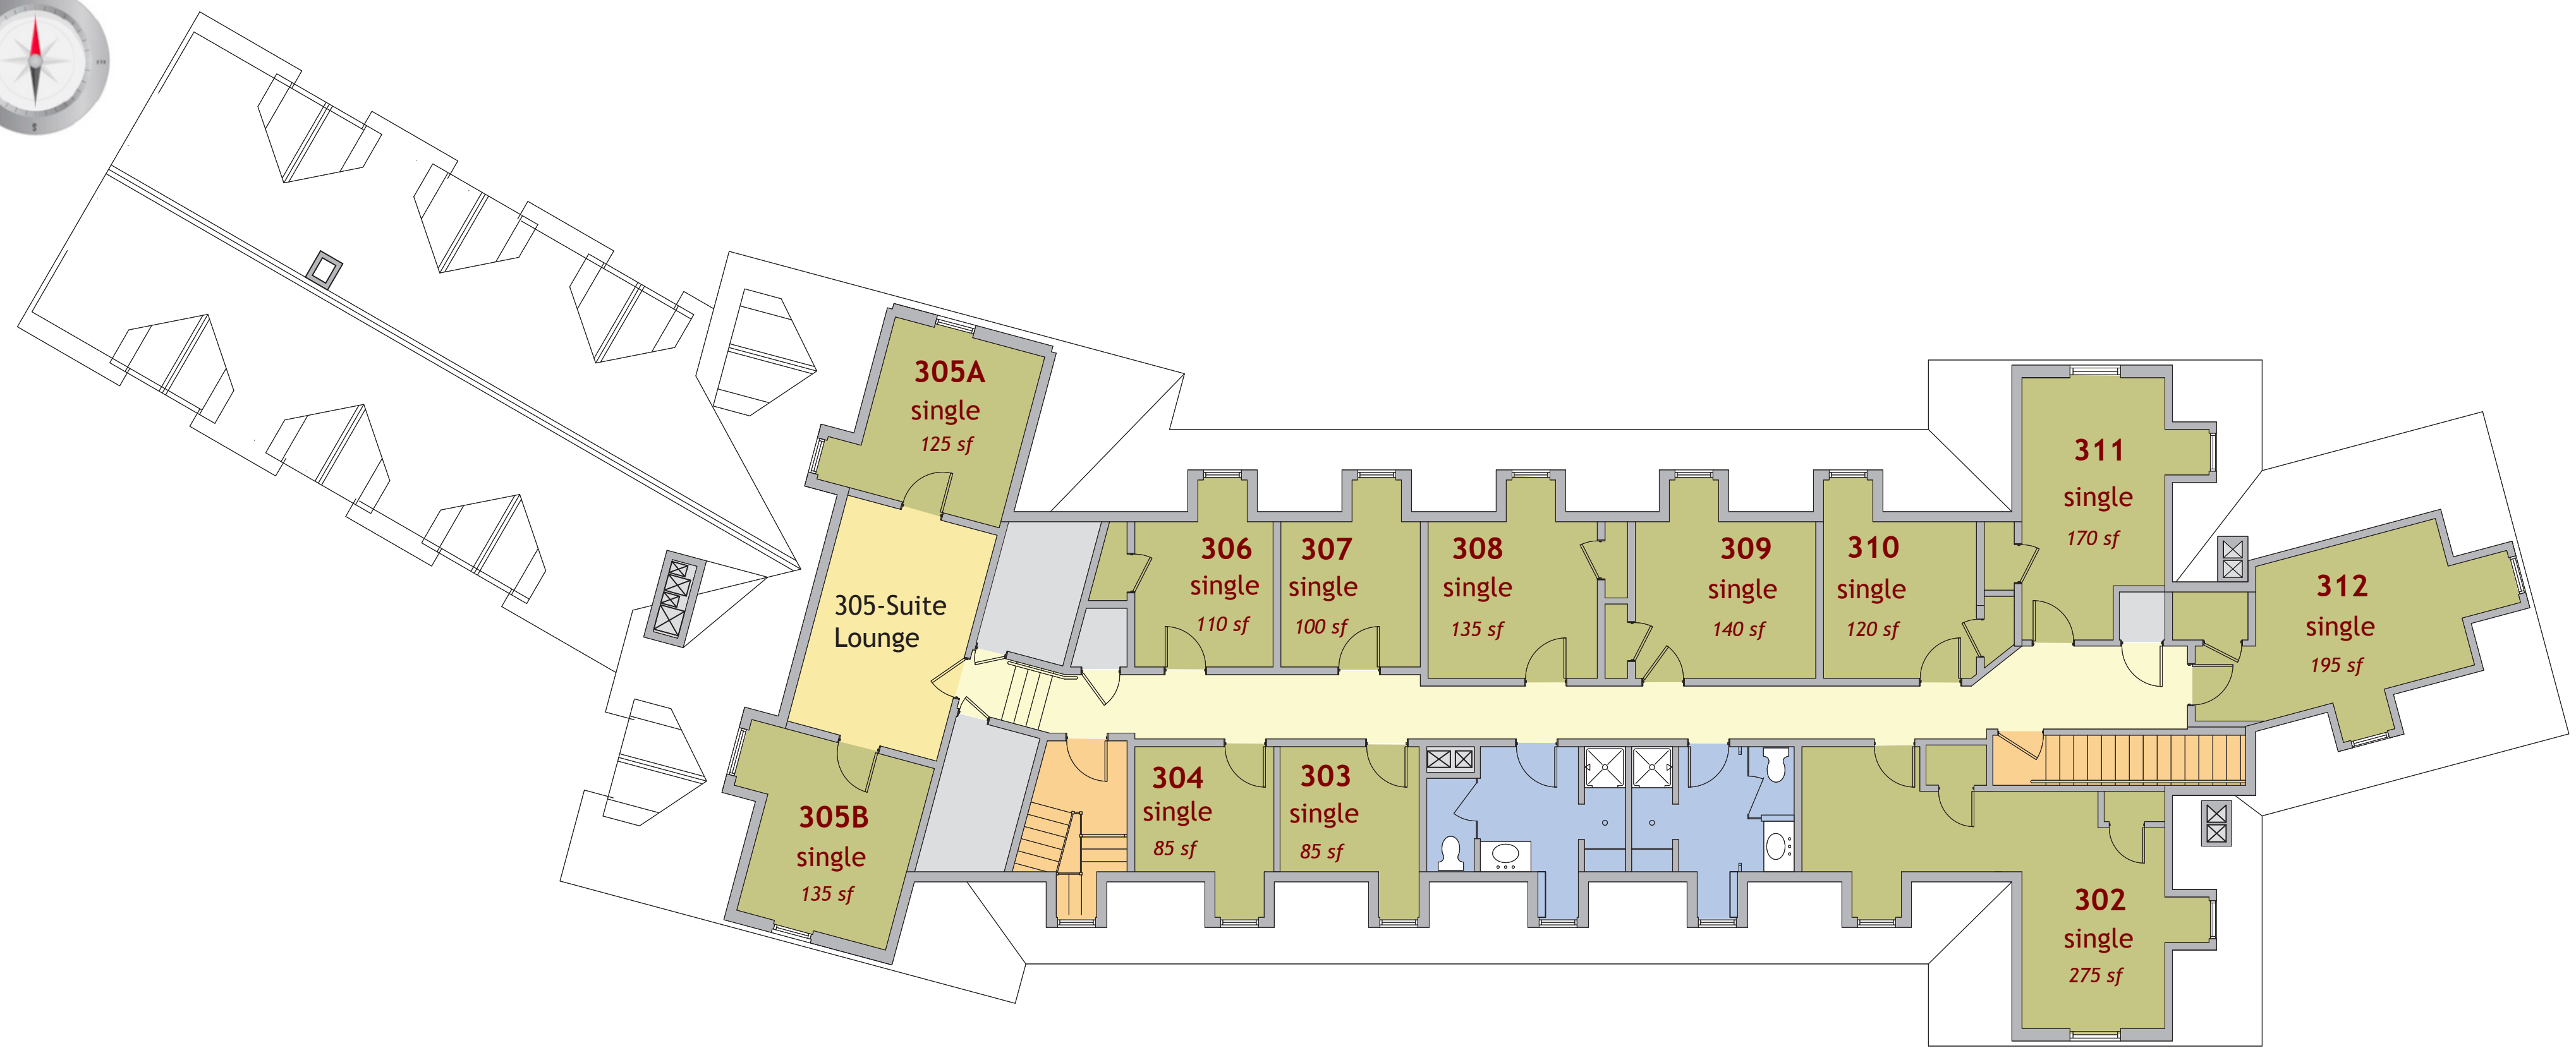 S
305A
single
125 sf
305-Suite
Lounge
305B
single
135 sf
306
single
110 sf
307
single
100 sf
308
single
135 sf
309
single
140 sf
310
single
120 sf
311
single
170 sf
312
single
195 sf
304
single
85 sf
303
single
85 sf
302
single
275 sf